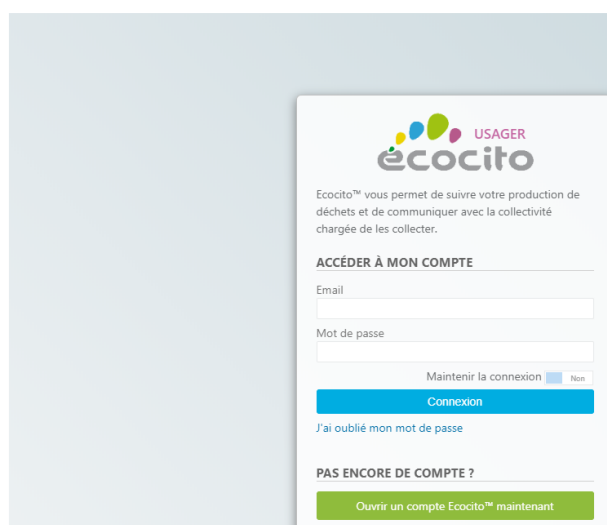 USAGER
écocito
Ecocito™ vous permet de suivre votre production de
déchets et de communiquer avec la collectivité
chargée de les collecter.
ACCÉDER À MON COMPTE
Email
Mot de passe
Maintenir la connexion Non
Connexion
J'ai oublié mon mot de passe
PAS ENCORE DE COMPTE ?
Ouvrir un compte Ecocito™ maintenant